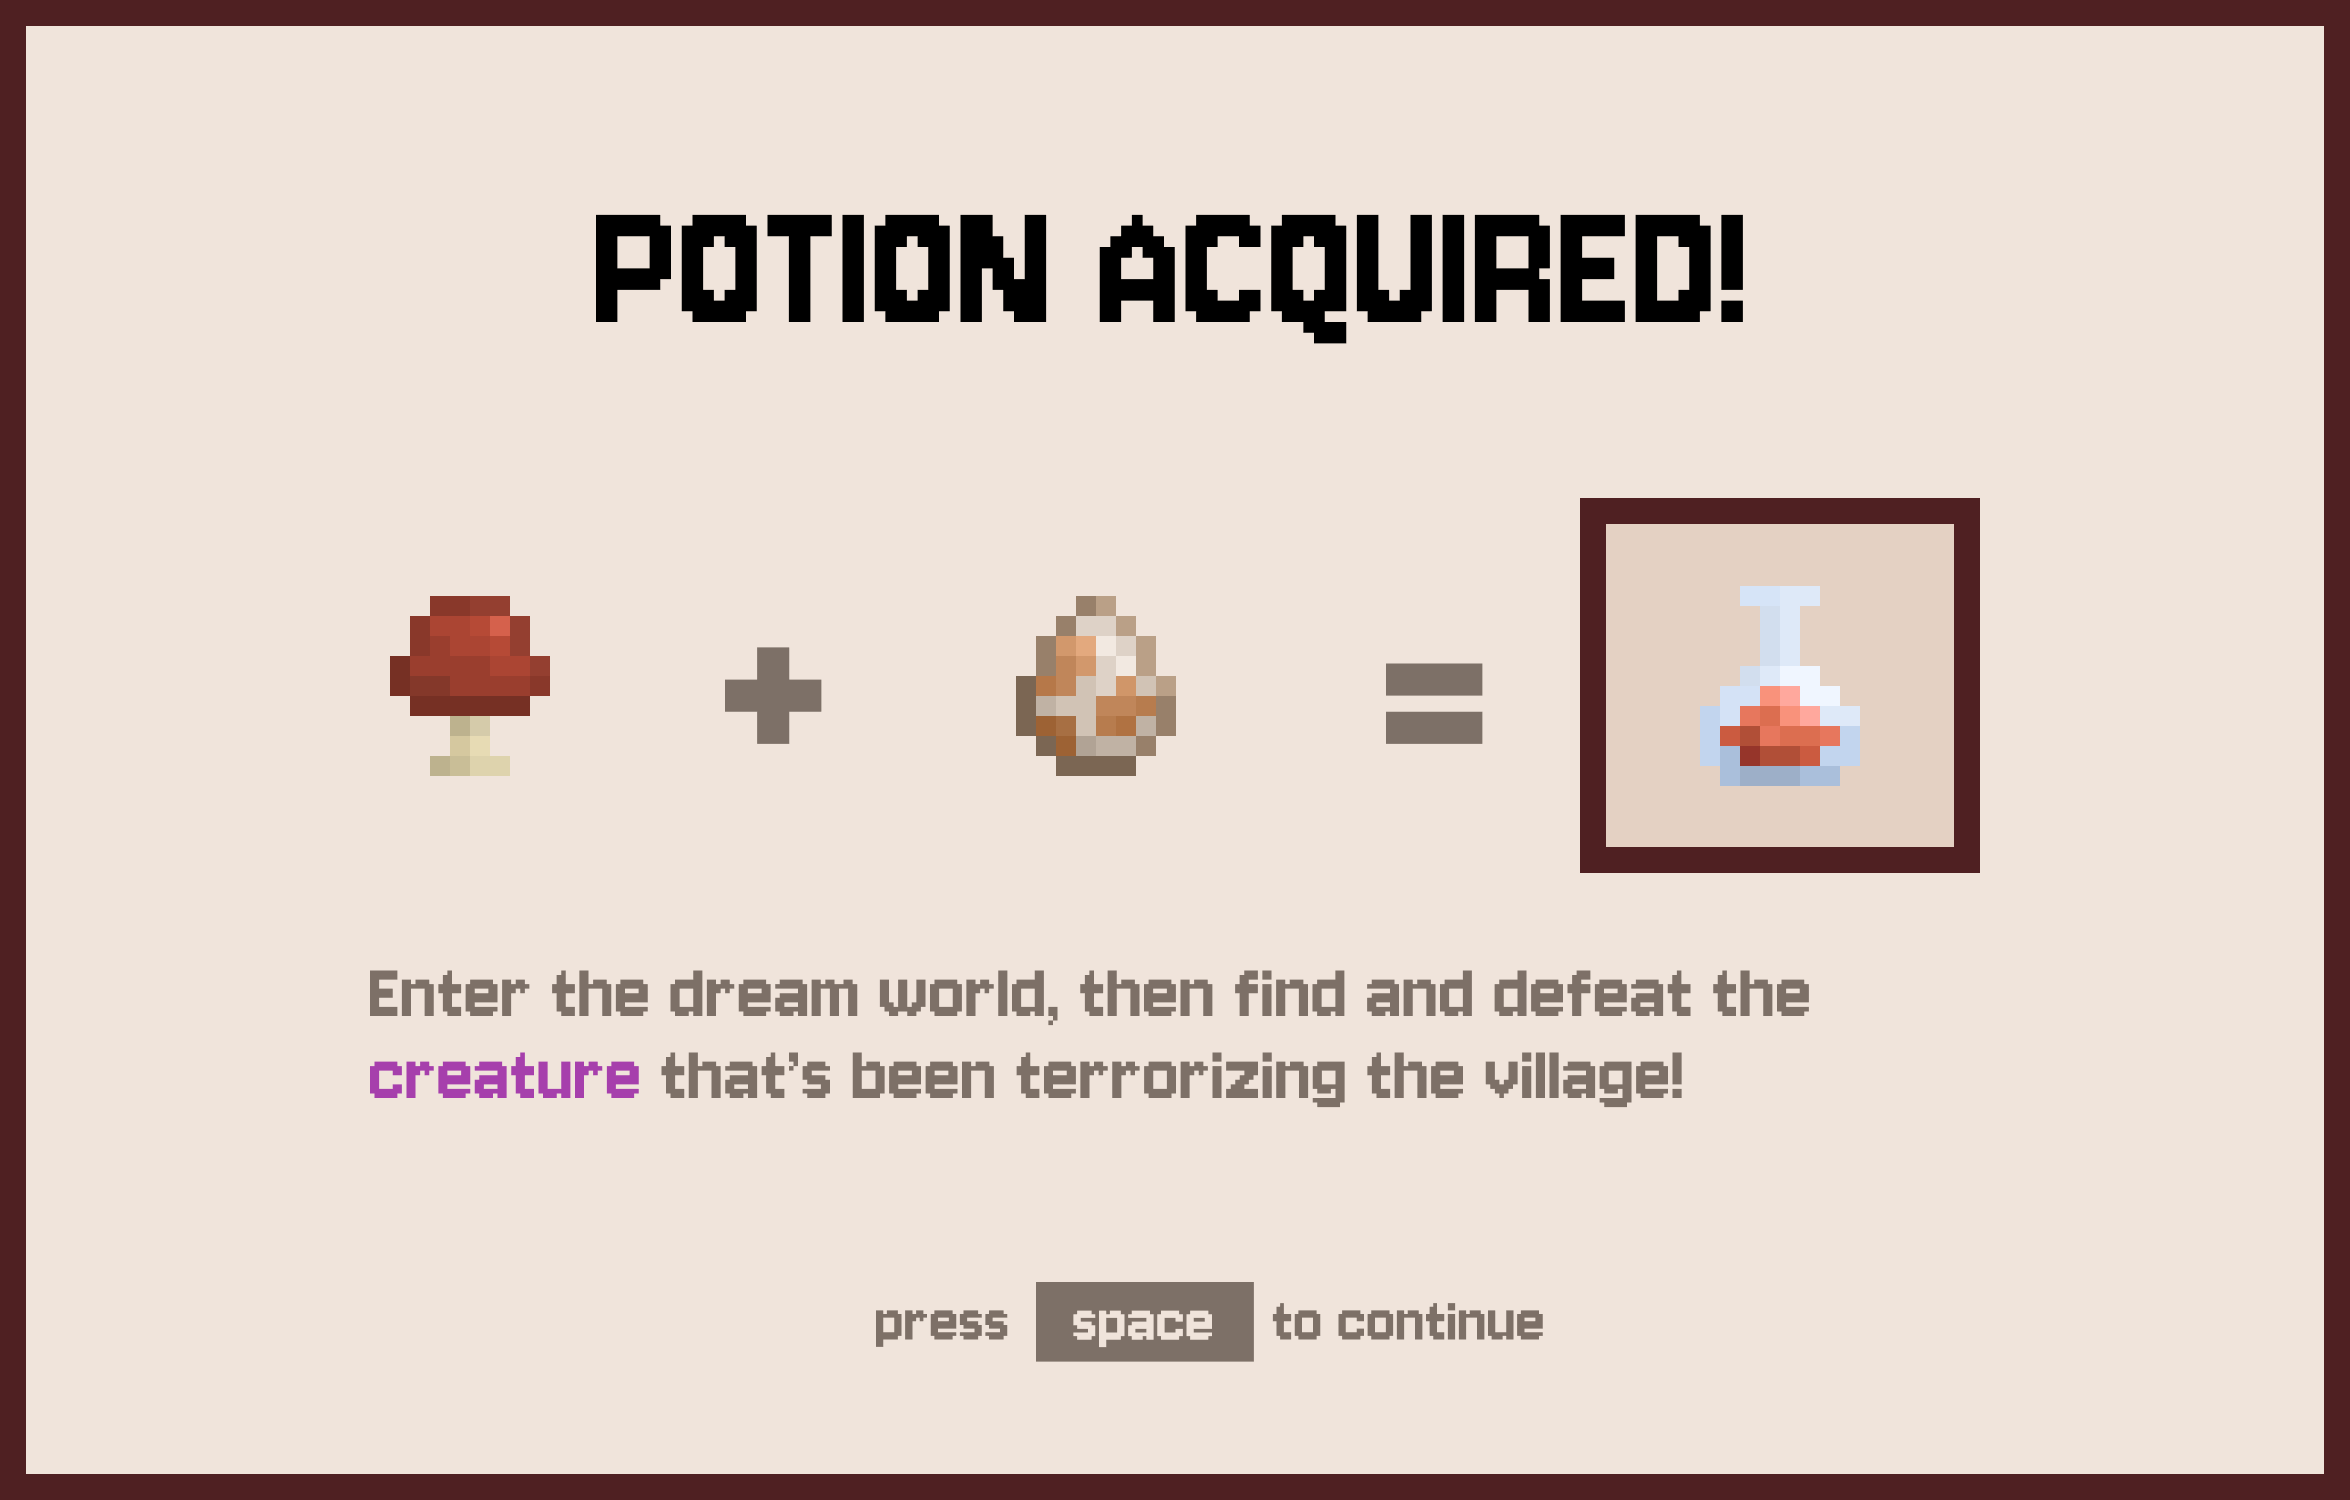 POTION ACQUIRED!
+ =
Enter the dream world, then find and defeat the
creature that's been terrorizing the village!
press space to continue